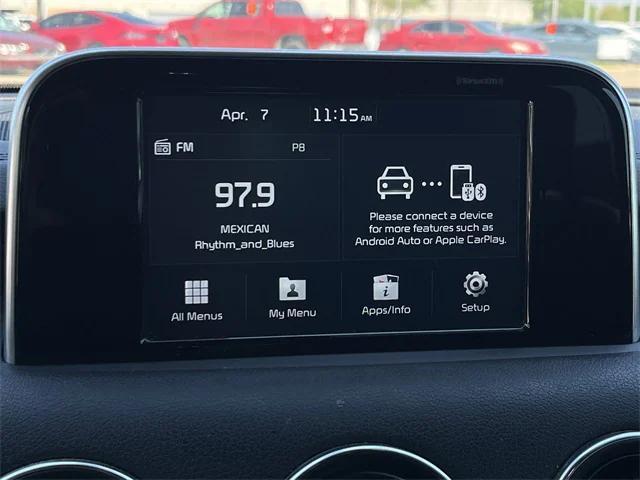 SiriusXM
Apr. 7 11:15 AM
FM P8
97.9
MEXICAN
Rhythm_and_Blues
Please connect a device
for more features such as
Android Auto or Apple CarPlay.
All Menus My Menu Apps/Info Setup